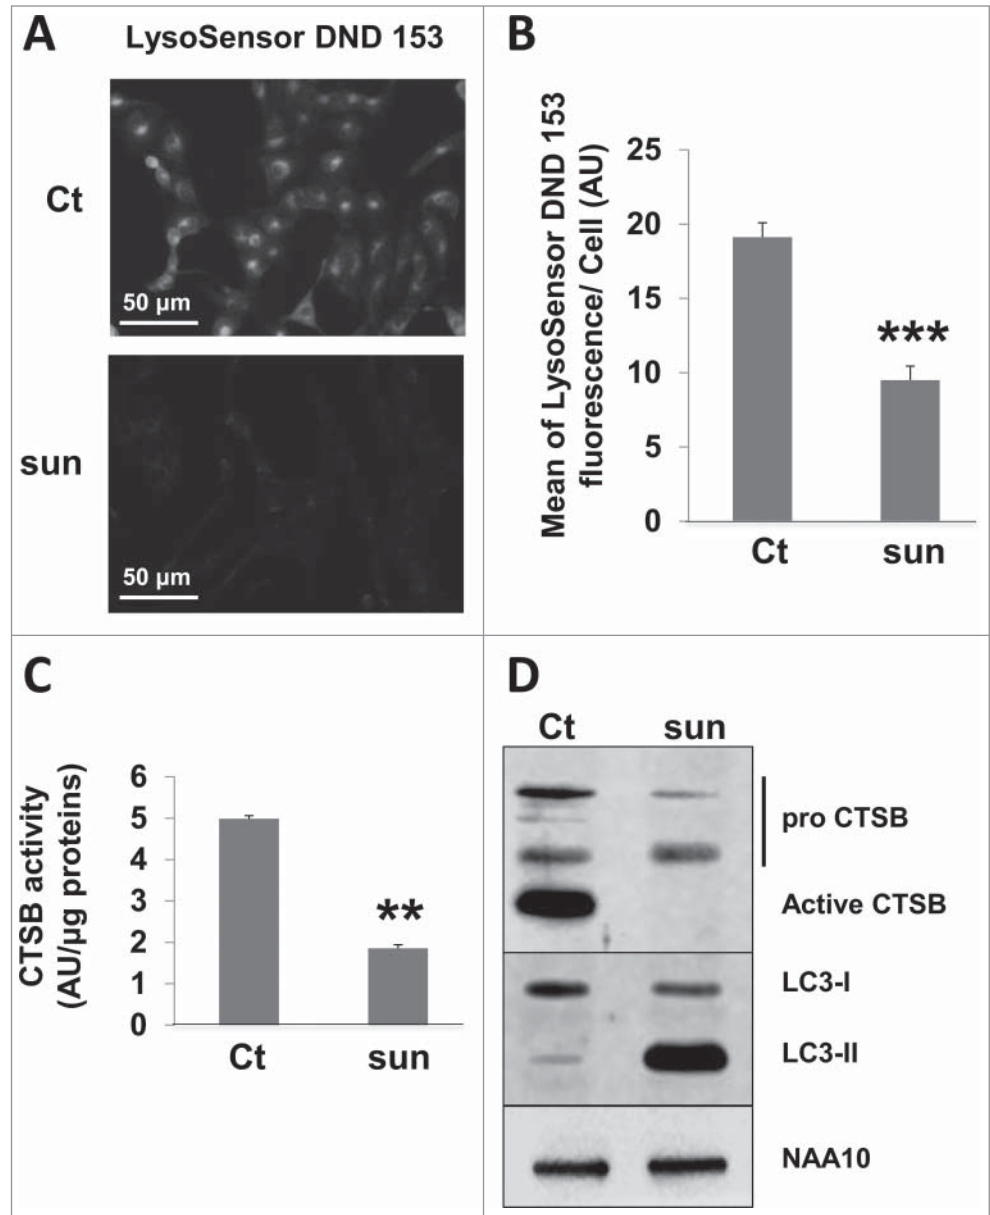 A
LysoSensor DND 153
Ct
50 µm
sun
50 µm
B
Mean of LysoSensor DND 153
fluorescence/ Cell (AU)
25
20
15
10
5
0
***
Ct
sun
C
CTSB activity
(AU/µg proteins)
6
5
4
3
2
1
0
**
Ct
sun
D
Ct
sun
pro CTSB
Active CTSB
LC3-I
LC3-II
NAA10